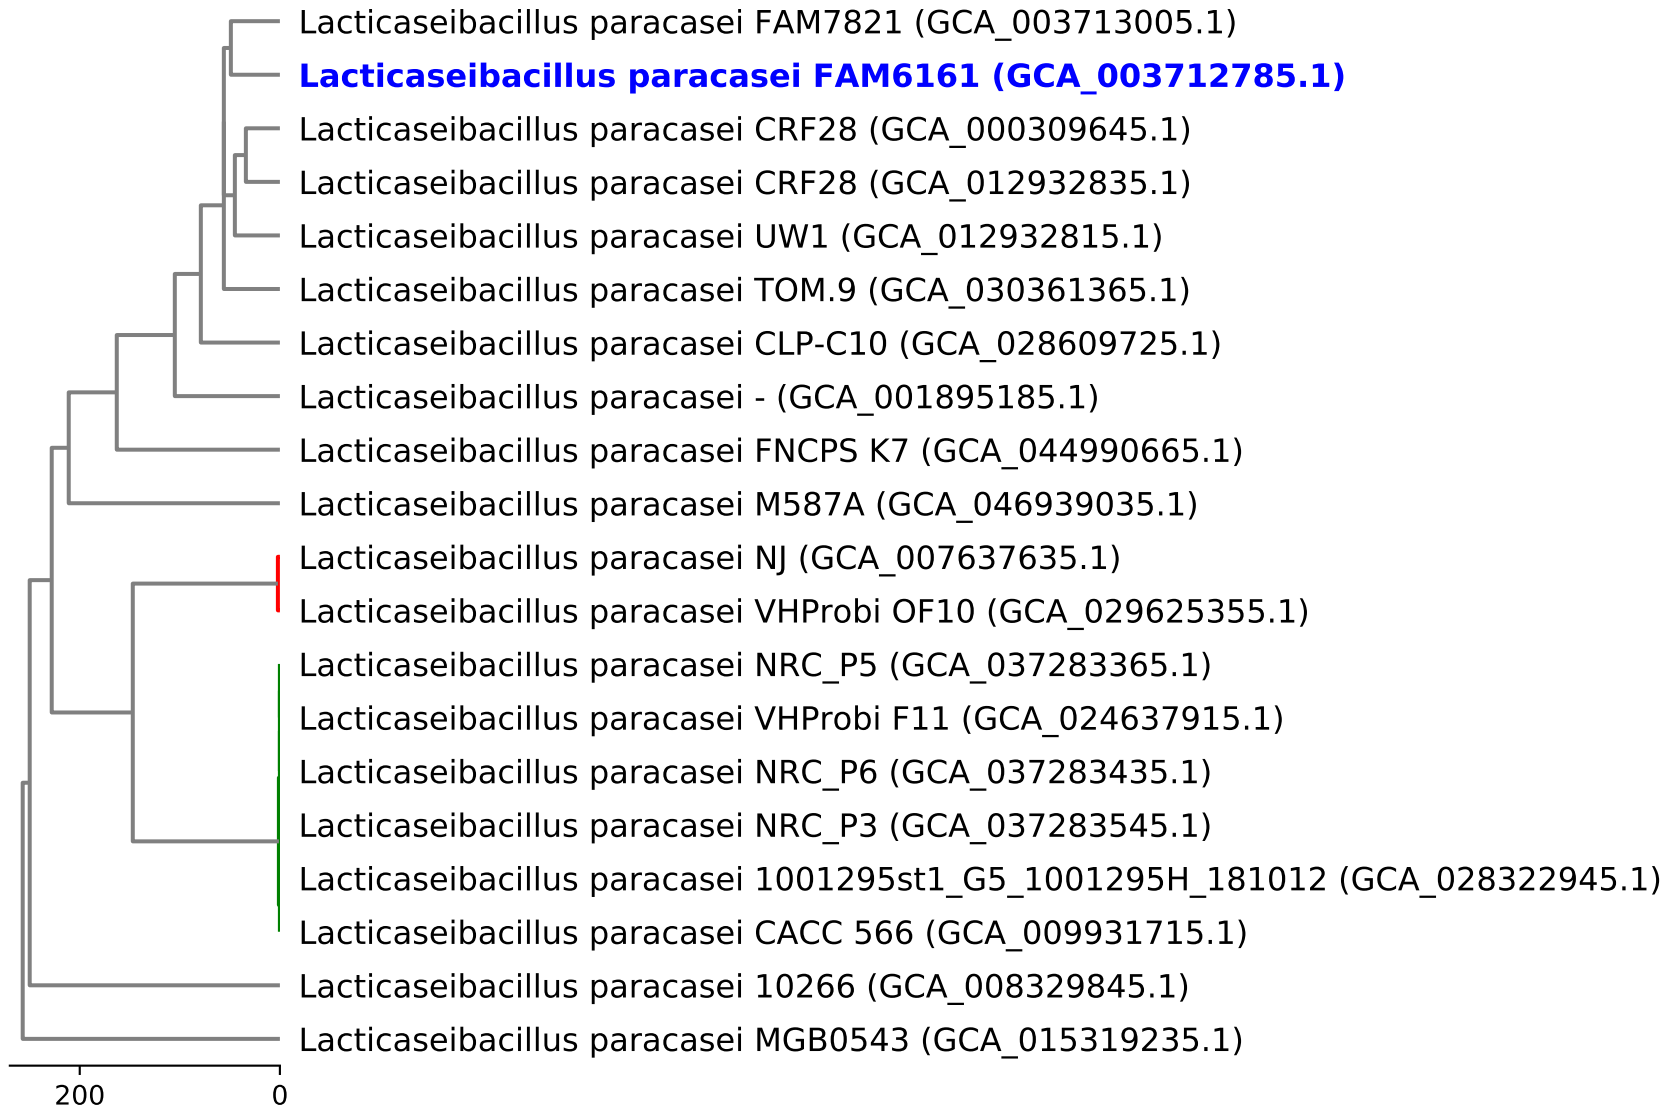 Lacticaseibacillus paracasei FAM7821 (GCA_003713005.1)
Lacticaseibacillus paracasei FAM6161 (GCA_003712785.1)
Lacticaseibacillus paracasei CRF28 (GCA_000309645.1)
Lacticaseibacillus paracasei CRF28 (GCA_012932835.1)
Lacticaseibacillus paracasei UW1 (GCA_012932815.1)
Lacticaseibacillus paracasei TOM.9 (GCA_030361365.1)
Lacticaseibacillus paracasei CLP-C10 (GCA_028609725.1)
Lacticaseibacillus paracasei - (GCA_001895185.1)
Lacticaseibacillus paracasei FNCPS K7 (GCA_044990665.1)
Lacticaseibacillus paracasei M587A (GCA_046939035.1)
Lacticaseibacillus paracasei NJ (GCA_007637635.1)
Lacticaseibacillus paracasei VHProbi OF10 (GCA_029625355.1)
Lacticaseibacillus paracasei NRC_P5 (GCA_037283365.1)
Lacticaseibacillus paracasei VHProbi F11 (GCA_024637915.1)
Lacticaseibacillus paracasei NRC_P6 (GCA_037283435.1)
Lacticaseibacillus paracasei NRC_P3 (GCA_037283545.1)
Lacticaseibacillus paracasei 1001295st1_G5_1001295H_181012 (GCA_028322945.1)
Lacticaseibacillus paracasei CACC 566 (GCA_009931715.1)
Lacticaseibacillus paracasei 10266 (GCA_008329845.1)
Lacticaseibacillus paracasei MGB0543 (GCA_015319235.1)
200 0